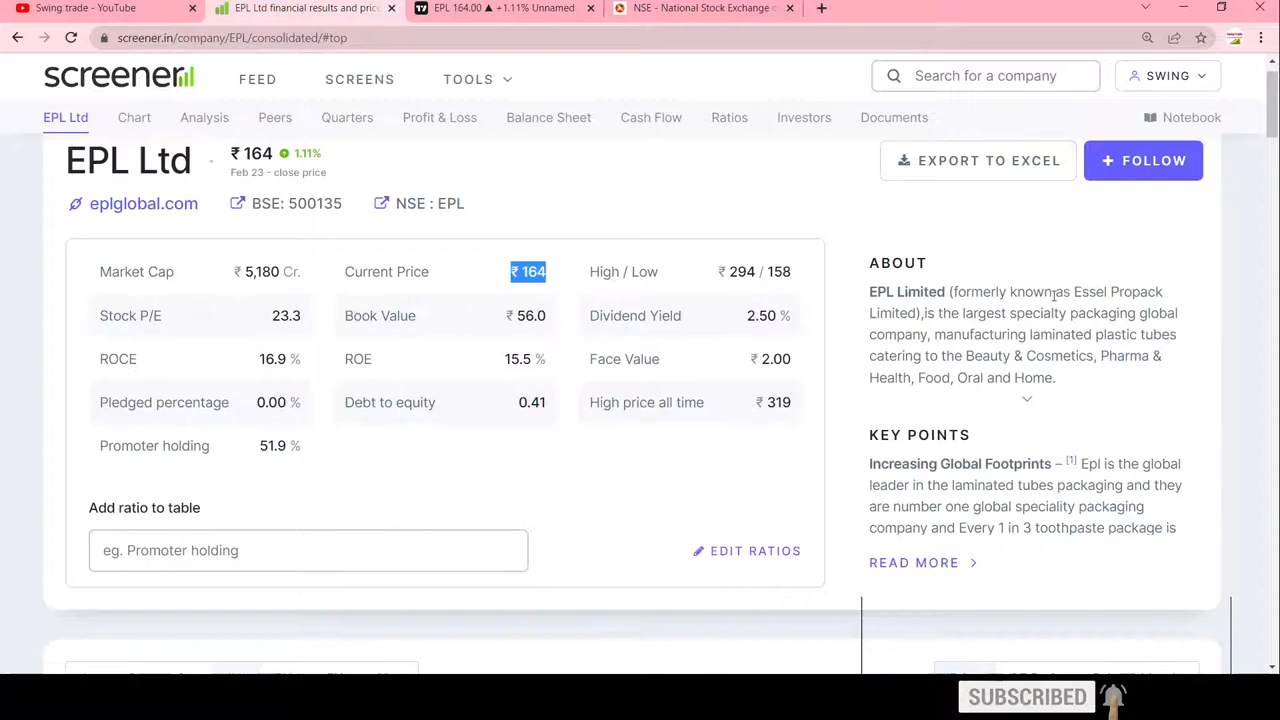 Swing trade - YouTube
EPL Ltd financial results and price
EPL 164.00 ▲ +1.11% Unnamed
NSE - National Stock Exchange o
screener.in/company/EPL/consolidated/#top
screener
FEED
SCREENS
TOOLS
Search for a company
SWING
EPL Ltd
Chart
Analysis
Peers
Quarters
Profit & Loss
Balance Sheet
Cash Flow
Ratios
Investors
Documents
Notebook
EPL Ltd
₹ 164 1.11%
Feb 23 - close price
EXPORT TO EXCEL
+ FOLLOW
eplglobal.com
BSE: 500135
NSE : EPL
Market Cap ₹ 5,180 Cr.
Current Price ₹ 164
High / Low ₹ 294 / 158
Stock P/E 23.3
Book Value ₹ 56.0
Dividend Yield 2.50 %
ROCE 16.9 %
ROE 15.5 %
Face Value ₹ 2.00
Pledged percentage 0.00 %
Debt to equity 0.41
High price all time ₹ 319
Promoter holding 51.9 %
Add ratio to table
eg. Promoter holding
EDIT RATIOS
ABOUT
EPL Limited (formerly known as Essel Propack
Limited),is the largest specialty packaging global
company, manufacturing laminated plastic tubes
catering to the Beauty & Cosmetics, Pharma &
Health, Food, Oral and Home.
KEY POINTS
Increasing Global Footprints – [1] Epl is the global
leader in the laminated tubes packaging and they
are number one global speciality packaging
company and Every 1 in 3 toothpaste package is
READ MORE
SUBSCRIBED